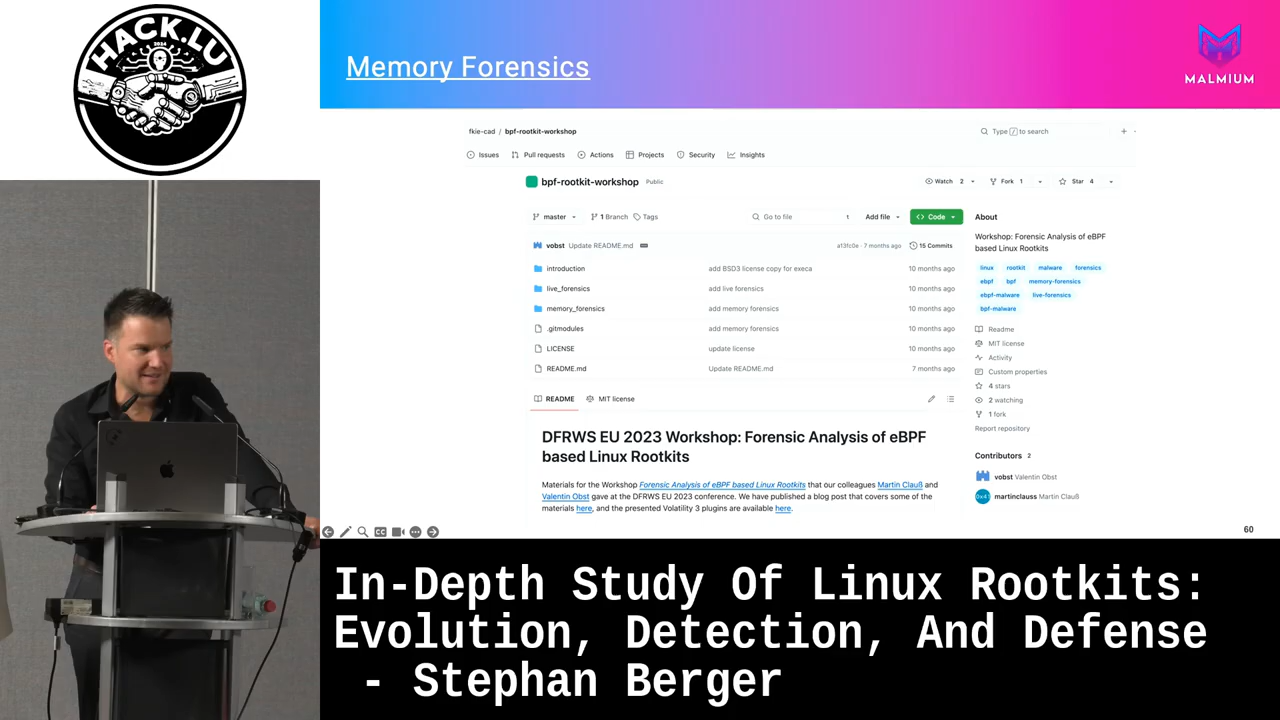 HACK.LU
2024
Memory Forensics
MALMIUM
fkie-cad / bpf-rootkit-workshop
Type / to search
Issues Pull requests Actions Projects Security Insights
bpf-rootkit-workshop Public
Watch 2 Fork 1 Star 4
master 1 Branch Tags Go to file t Add file Code
vobst Update README.md a13fc0e · 7 months ago 15 Commits
introduction add BSD3 license copy for execa 10 months ago
live_forensics add live forensics 10 months ago
memory_forensics add memory forensics 10 months ago
.gitmodules add memory forensics 10 months ago
LICENSE update license 10 months ago
README.md Update README.md 7 months ago
README MIT license
DFRWS EU 2023 Workshop: Forensic Analysis of eBPF
based Linux Rootkits
Materials for the Workshop Forensic Analysis of eBPF based Linux Rootkits that our colleagues Martin Clauß and
Valentin Obst gave at the DFRWS EU 2023 conference. We have published a blog post that covers some of the
materials here, and the presented Volatility 3 plugins are available here.
About
Workshop: Forensic Analysis of eBPF
based Linux Rootkits
linux rootkit malware forensics
ebpf bpf memory-forensics
ebpf-malware live-forensics
bpf-malware
Readme
MIT license
Activity
Custom properties
4 stars
2 watching
1 fork
Report repository
Contributors 2
vobst Valentin Obst
0x41 martinclauss Martin Clauß
CC
60
In-Depth Study Of Linux Rootkits:
Evolution, Detection, And Defense
- Stephan Berger